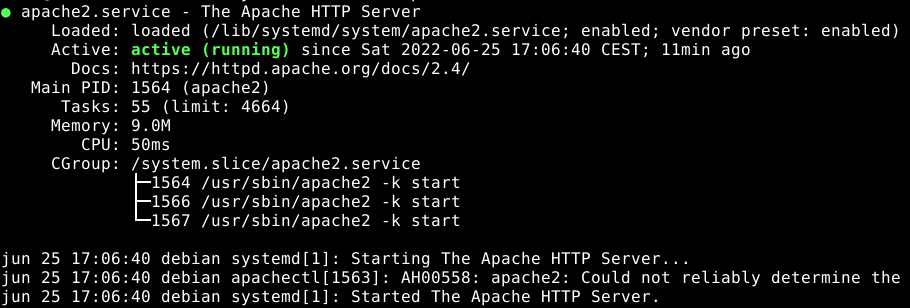 ● apache2.service - The Apache HTTP Server
Loaded: loaded (/lib/systemd/system/apache2.service; enabled; vendor preset: enabled)
Active: active (running) since Sat 2022-06-25 17:06:40 CEST; 11min ago
Docs: https://httpd.apache.org/docs/2.4/
Main PID: 1564 (apache2)
Tasks: 55 (limit: 4664)
Memory: 9.0M
CPU: 50ms
CGroup: /system.slice/apache2.service
├─1564 /usr/sbin/apache2 -k start
├─1566 /usr/sbin/apache2 -k start
└─1567 /usr/sbin/apache2 -k start
jun 25 17:06:40 debian systemd[1]: Starting The Apache HTTP Server...
jun 25 17:06:40 debian apachectl[1563]: AH00558: apache2: Could not reliably determine the
jun 25 17:06:40 debian systemd[1]: Started The Apache HTTP Server.